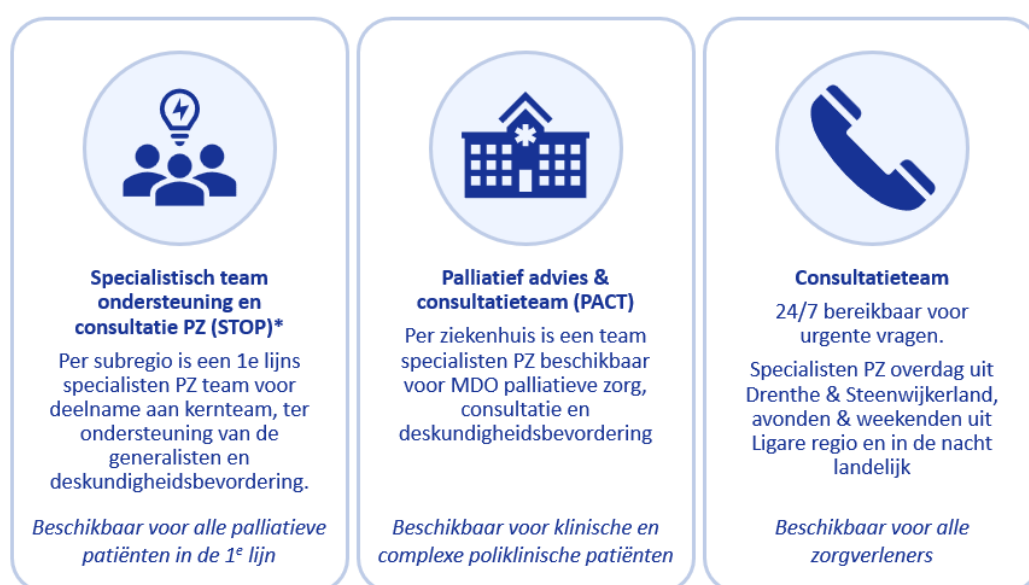 Specialistisch team
ondersteuning en
consultatie PZ (STOP)*
Per subregio is een 1e lijns
specialisten PZ team voor
deelname aan kernteam, ter
ondersteuning van de
generalisten en
deskundigheidsbevordering.
Beschikbaar voor alle palliatieve
patiënten in de 1e lijn
Palliatief advies &
consultatieteam (PACT)
Per ziekenhuis is een team
specialisten PZ beschikbaar
voor MDO palliatieve zorg,
consultatie en
deskundigheidsbevordering
Beschikbaar voor klinische en
complexe poliklinische patiënten
Consultatieteam
24/7 bereikbaar voor
urgente vragen.
Specialisten PZ overdag uit
Drenthe & Steenwijkerland,
avonden & weekenden uit
Ligare regio en in de nacht
landelijk
Beschikbaar voor alle
zorgverleners